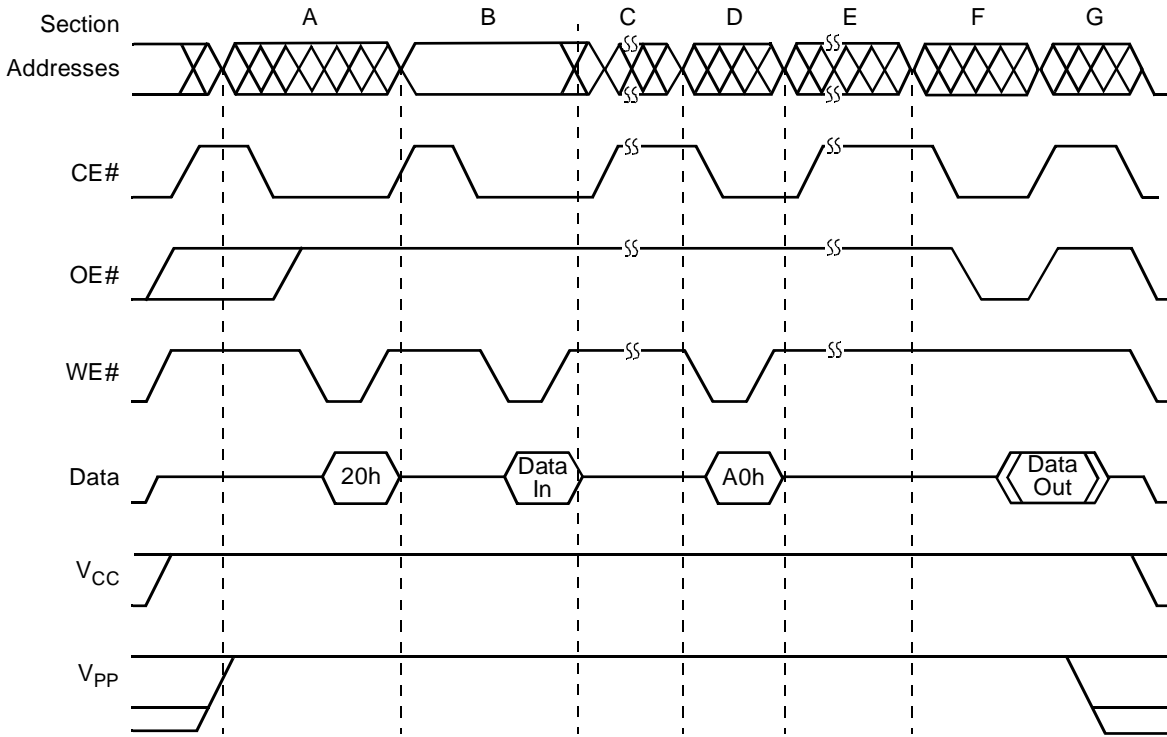 Section A B C D E F G
Addresses
CE#
OE#
WE#
Data 20h Data In A0h Data Out
VCC
VPP